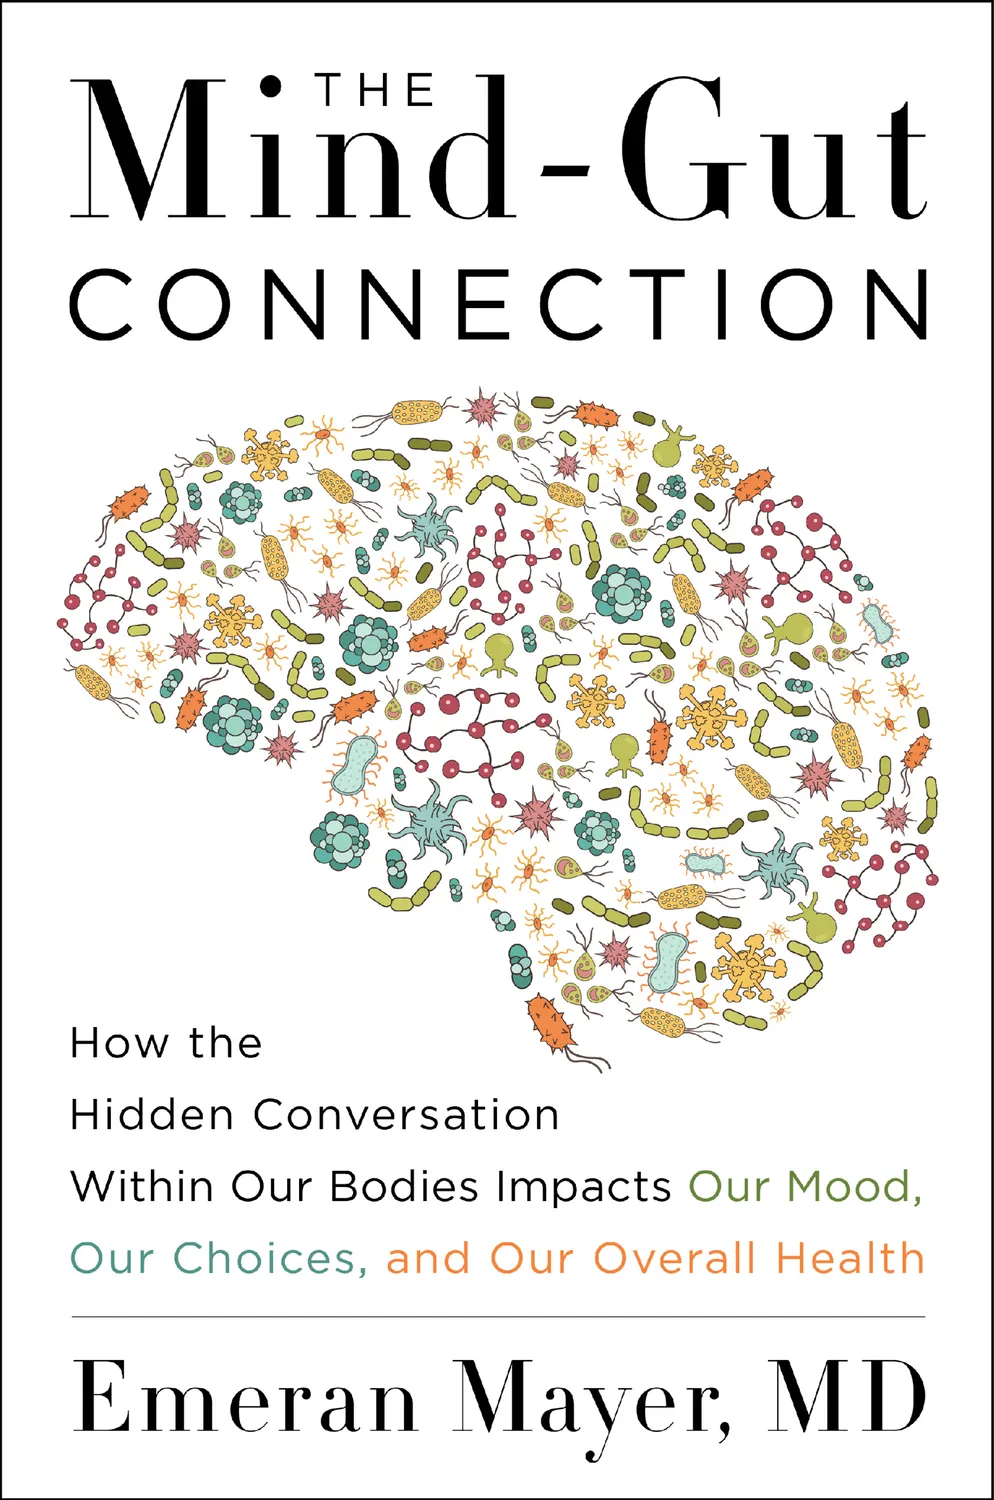 THE
Mind-Gut
CONNECTION
How the
Hidden Conversation
Within Our Bodies Impacts Our Mood,
Our Choices, and Our Overall Health
Emeran Mayer, MD